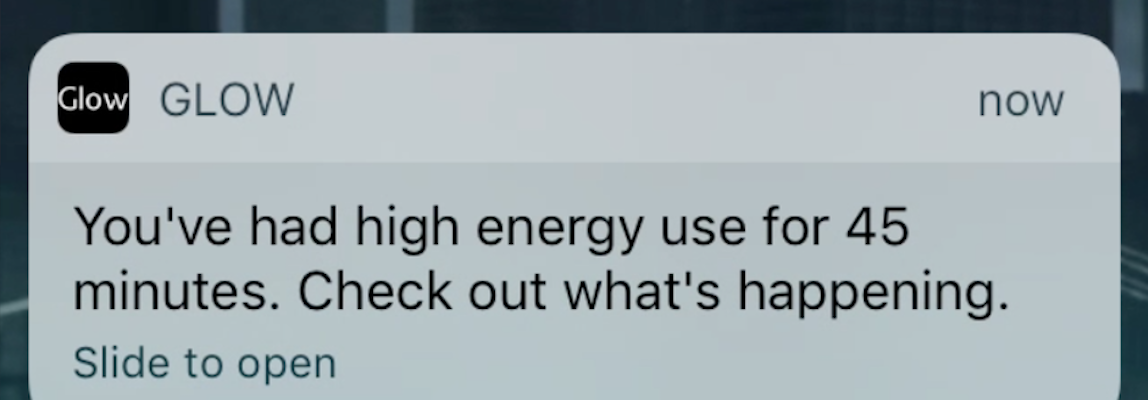 Glow GLOW now
You've had high energy use for 45
minutes. Check out what's happening.
Slide to open